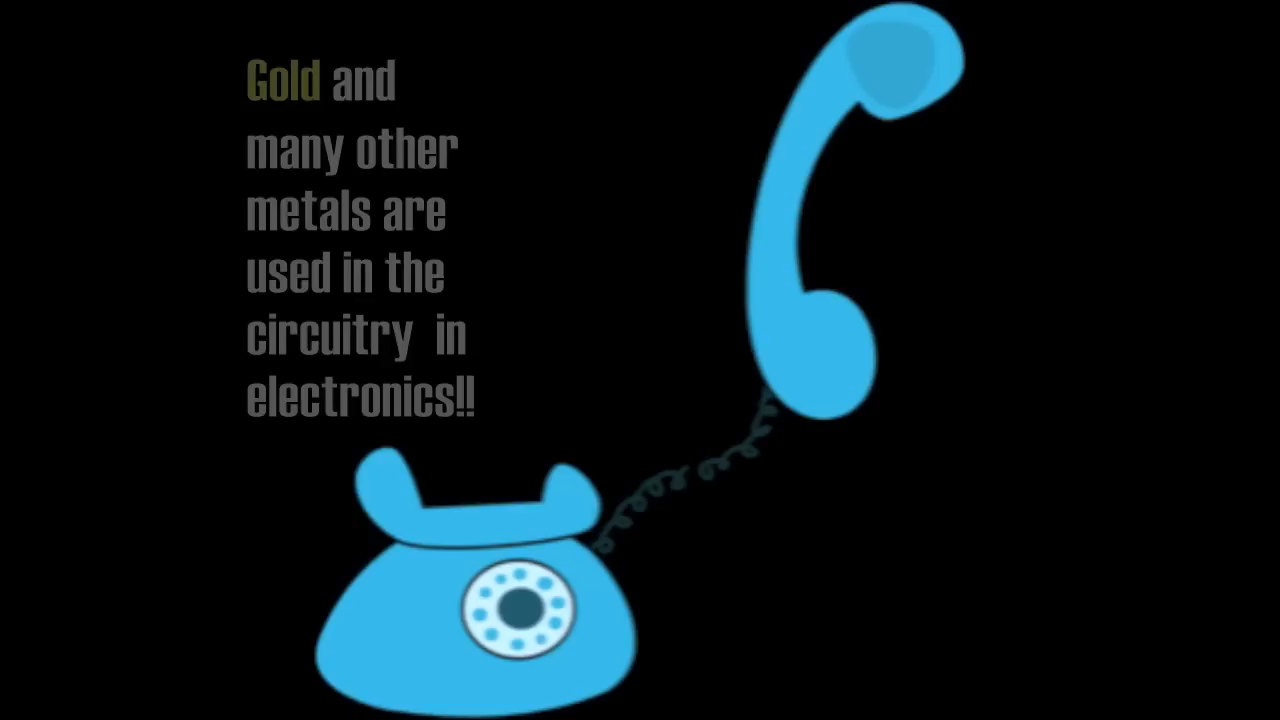 Gold and
many other
metals are
used in the
circuitry  in
electronics!!